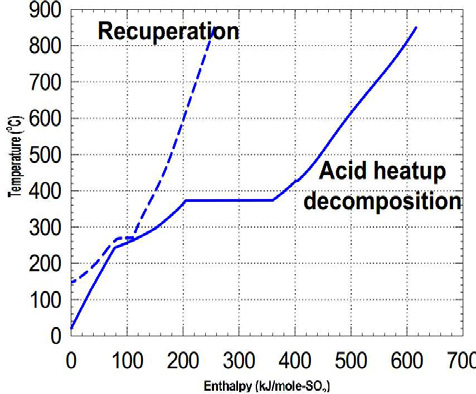 900
800
700
600
500
400
300
200
100
0
Temperature (°C)
Recuperation
Acid heatup
decomposition
0 100 200 300 400 500 600 700
Enthalpy (kJ/mole-SO₂)